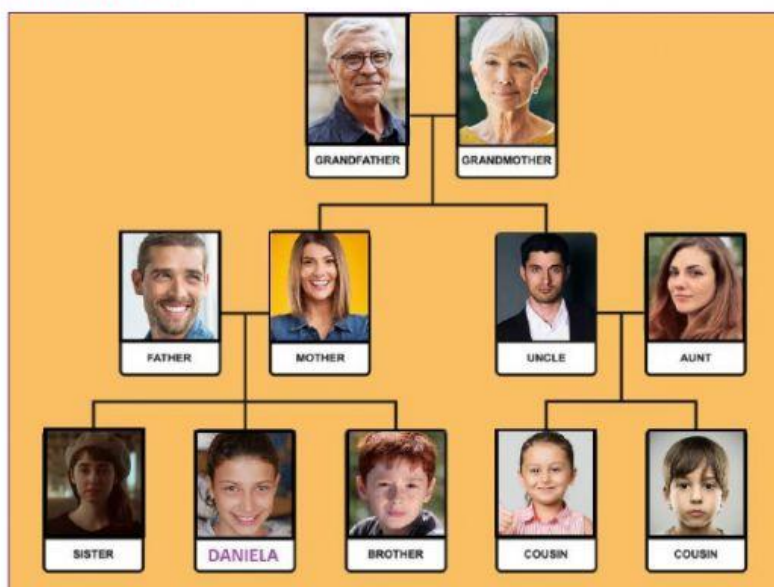 GRANDFATHER GRANDMOTHER
FATHER MOTHER UNCLE AUNT
SISTER DANIELA BROTHER COUSIN COUSIN